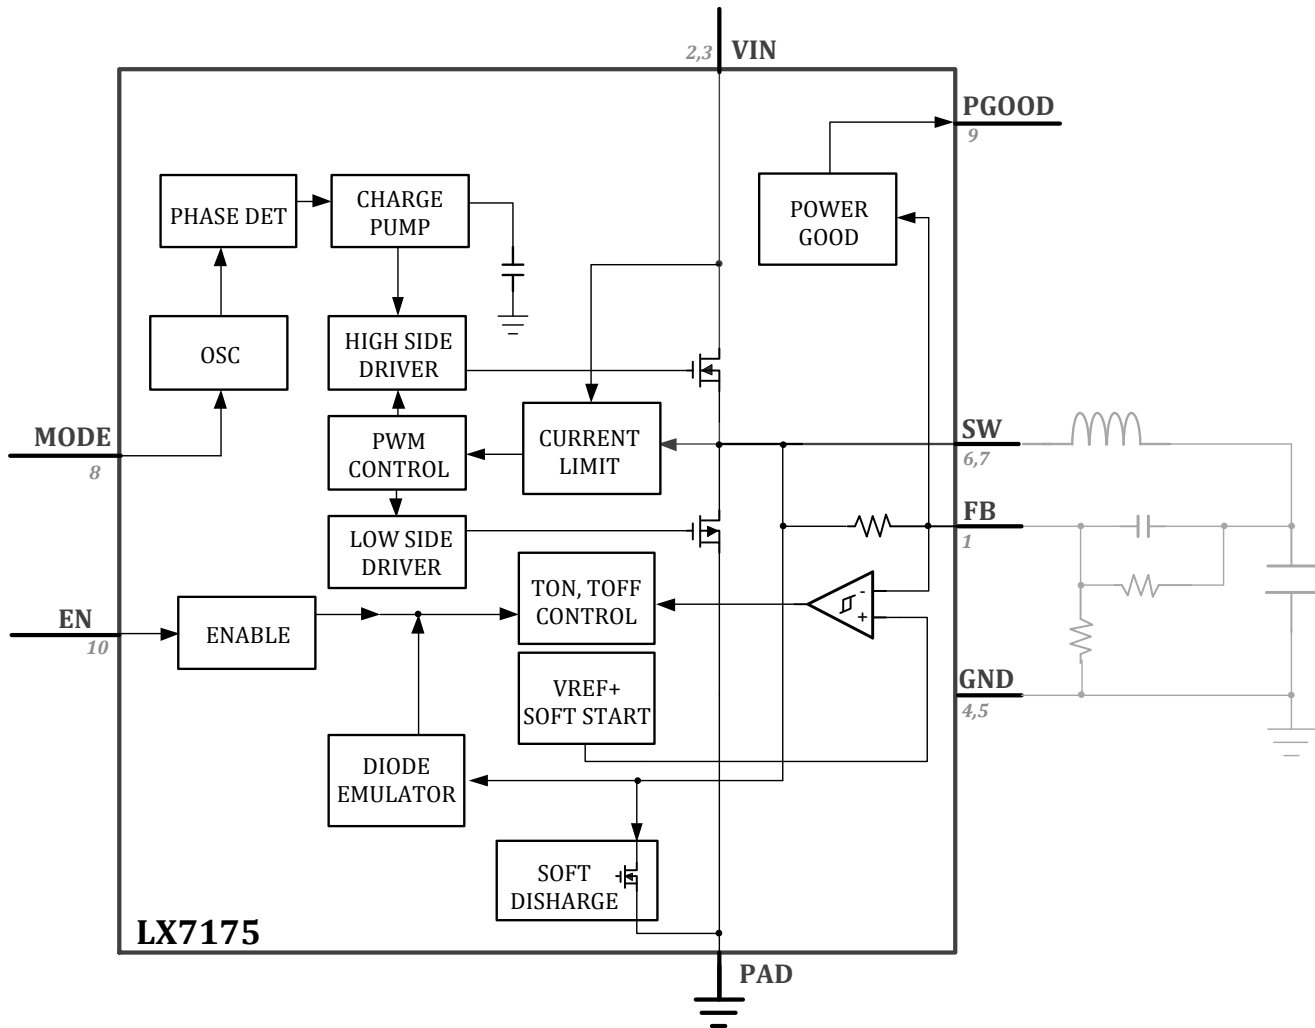 2,3
VIN
PGOOD
9
PHASE DET
CHARGE
PUMP
POWER
GOOD
OSC
HIGH SIDE
DRIVER
MODE
8
PWM
CONTROL
CURRENT
LIMIT
SW
6,7
LOW SIDE
DRIVER
FB
1
TON, TOFF
CONTROL
-
+
EN
10
ENABLE
VREF+
SOFT START
GND
4,5
DIODE
EMULATOR
SOFT
DISHARGE
LX7175
PAD